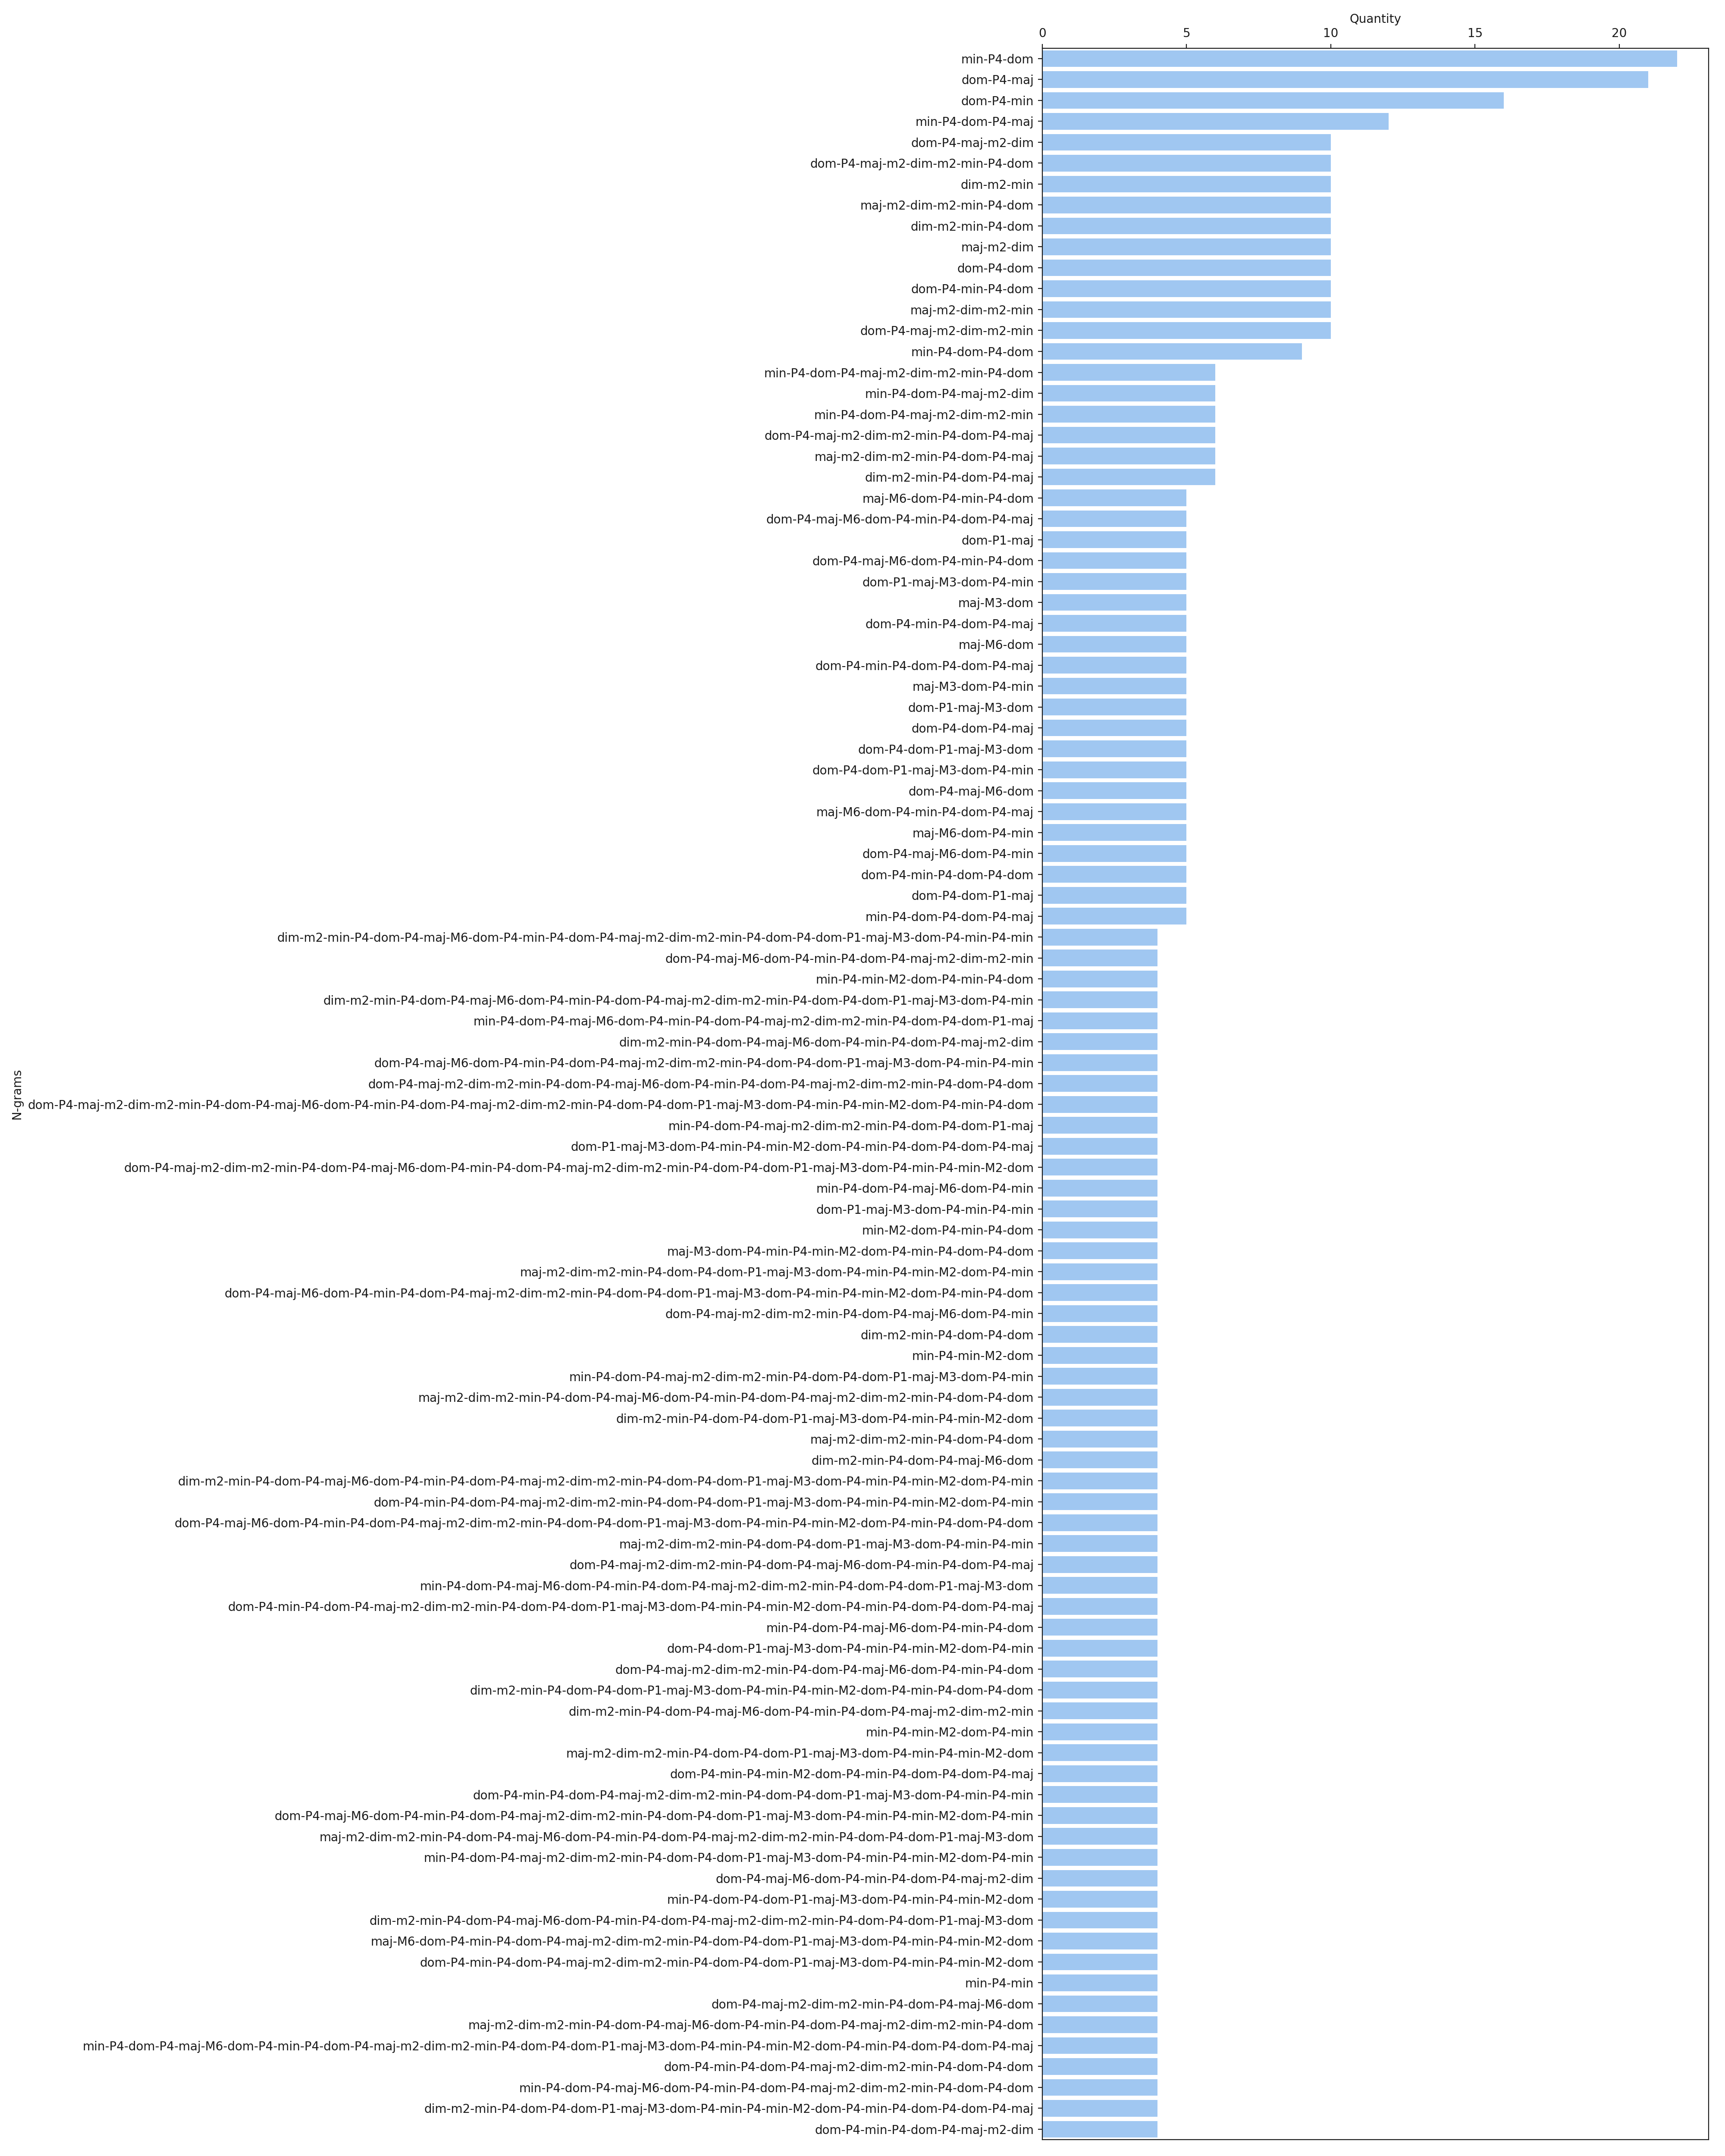 Quantity
0 5 10 15 20
min-P4-dom
dom-P4-maj
dom-P4-min
min-P4-dom-P4-maj
dom-P4-maj-m2-dim
dom-P4-maj-m2-dim-m2-min-P4-dom
dim-m2-min
maj-m2-dim-m2-min-P4-dom
dim-m2-min-P4-dom
maj-m2-dim
dom-P4-dom
dom-P4-min-P4-dom
maj-m2-dim-m2-min
dom-P4-maj-m2-dim-m2-min
min-P4-dom-P4-dom
min-P4-dom-P4-maj-m2-dim-m2-min-P4-dom
min-P4-dom-P4-maj-m2-dim
min-P4-dom-P4-maj-m2-dim-m2-min
dom-P4-maj-m2-dim-m2-min-P4-dom-P4-maj
maj-m2-dim-m2-min-P4-dom-P4-maj
dim-m2-min-P4-dom-P4-maj
maj-M6-dom-P4-min-P4-dom
dom-P4-maj-M6-dom-P4-min-P4-dom-P4-maj
dom-P1-maj
dom-P4-maj-M6-dom-P4-min-P4-dom
dom-P1-maj-M3-dom-P4-min
maj-M3-dom
dom-P4-min-P4-dom-P4-maj
maj-M6-dom
dom-P4-min-P4-dom-P4-dom-P4-maj
maj-M3-dom-P4-min
dom-P1-maj-M3-dom
dom-P4-dom-P4-maj
dom-P4-dom-P1-maj-M3-dom
dom-P4-dom-P1-maj-M3-dom-P4-min
dom-P4-maj-M6-dom
maj-M6-dom-P4-min-P4-dom-P4-maj
maj-M6-dom-P4-min
dom-P4-maj-M6-dom-P4-min
dom-P4-min-P4-dom-P4-dom
dom-P4-dom-P1-maj
min-P4-dom-P4-dom-P4-maj
dim-m2-min-P4-dom-P4-maj-M6-dom-P4-min-P4-dom-P4-maj-m2-dim-m2-min-P4-dom-P4-dom-P1-maj-M3-dom-P4-min-P4-min
dom-P4-maj-M6-dom-P4-min-P4-dom-P4-maj-m2-dim-m2-min
min-P4-min-M2-dom-P4-min-P4-dom
dim-m2-min-P4-dom-P4-maj-M6-dom-P4-min-P4-dom-P4-maj-m2-dim-m2-min-P4-dom-P4-dom-P1-maj-M3-dom-P4-min
min-P4-dom-P4-maj-M6-dom-P4-min-P4-dom-P4-maj-m2-dim-m2-min-P4-dom-P4-dom-P1-maj
dim-m2-min-P4-dom-P4-maj-M6-dom-P4-min-P4-dom-P4-maj-m2-dim
dom-P4-maj-M6-dom-P4-min-P4-dom-P4-maj-m2-dim-m2-min-P4-dom-P4-dom-P1-maj-M3-dom-P4-min-P4-min
dom-P4-maj-m2-dim-m2-min-P4-dom-P4-maj-M6-dom-P4-min-P4-dom-P4-maj-m2-dim-m2-min-P4-dom-P4-dom
N-grams
dom-P4-maj-m2-dim-m2-min-P4-dom-P4-maj-M6-dom-P4-min-P4-dom-P4-maj-m2-dim-m2-min-P4-dom-P4-dom-P1-maj-M3-dom-P4-min-P4-min-M2-dom-P4-min-P4-dom
min-P4-dom-P4-maj-m2-dim-m2-min-P4-dom-P4-dom-P1-maj
dom-P1-maj-M3-dom-P4-min-P4-min-M2-dom-P4-min-P4-dom-P4-dom-P4-maj
dom-P4-maj-m2-dim-m2-min-P4-dom-P4-maj-M6-dom-P4-min-P4-dom-P4-maj-m2-dim-m2-min-P4-dom-P4-dom-P1-maj-M3-dom-P4-min-P4-min-M2-dom
min-P4-dom-P4-maj-M6-dom-P4-min
dom-P1-maj-M3-dom-P4-min-P4-min
min-M2-dom-P4-min-P4-dom
maj-M3-dom-P4-min-P4-min-M2-dom-P4-min-P4-dom-P4-dom
maj-m2-dim-m2-min-P4-dom-P4-dom-P1-maj-M3-dom-P4-min-P4-min-M2-dom-P4-min
dom-P4-maj-M6-dom-P4-min-P4-dom-P4-maj-m2-dim-m2-min-P4-dom-P4-dom-P1-maj-M3-dom-P4-min-P4-min-M2-dom-P4-min-P4-dom
dom-P4-maj-m2-dim-m2-min-P4-dom-P4-maj-M6-dom-P4-min
dim-m2-min-P4-dom-P4-dom
min-P4-min-M2-dom
min-P4-dom-P4-maj-m2-dim-m2-min-P4-dom-P4-dom-P1-maj-M3-dom-P4-min
maj-m2-dim-m2-min-P4-dom-P4-maj-M6-dom-P4-min-P4-dom-P4-maj-m2-dim-m2-min-P4-dom-P4-dom
dim-m2-min-P4-dom-P4-dom-P1-maj-M3-dom-P4-min-P4-min-M2-dom
maj-m2-dim-m2-min-P4-dom-P4-dom
dim-m2-min-P4-dom-P4-maj-M6-dom
dim-m2-min-P4-dom-P4-maj-M6-dom-P4-min-P4-dom-P4-maj-m2-dim-m2-min-P4-dom-P4-dom-P1-maj-M3-dom-P4-min-P4-min-M2-dom-P4-min
dom-P4-min-P4-dom-P4-maj-m2-dim-m2-min-P4-dom-P4-dom-P1-maj-M3-dom-P4-min-P4-min-M2-dom-P4-min
dom-P4-maj-M6-dom-P4-min-P4-dom-P4-maj-m2-dim-m2-min-P4-dom-P4-dom-P1-maj-M3-dom-P4-min-P4-min-M2-dom-P4-min-P4-dom-P4-dom
maj-m2-dim-m2-min-P4-dom-P4-dom-P1-maj-M3-dom-P4-min-P4-min
dom-P4-maj-m2-dim-m2-min-P4-dom-P4-maj-M6-dom-P4-min-P4-dom-P4-maj
min-P4-dom-P4-maj-M6-dom-P4-min-P4-dom-P4-maj-m2-dim-m2-min-P4-dom-P4-dom-P1-maj-M3-dom
dom-P4-min-P4-dom-P4-maj-m2-dim-m2-min-P4-dom-P4-dom-P1-maj-M3-dom-P4-min-P4-min-M2-dom-P4-min-P4-dom-P4-dom-P4-maj
min-P4-dom-P4-maj-M6-dom-P4-min-P4-dom
dom-P4-dom-P1-maj-M3-dom-P4-min-P4-min-M2-dom-P4-min
dom-P4-maj-m2-dim-m2-min-P4-dom-P4-maj-M6-dom-P4-min-P4-dom
dim-m2-min-P4-dom-P4-dom-P1-maj-M3-dom-P4-min-P4-min-M2-dom-P4-min-P4-dom-P4-dom
dim-m2-min-P4-dom-P4-maj-M6-dom-P4-min-P4-dom-P4-maj-m2-dim-m2-min
min-P4-min-M2-dom-P4-min
maj-m2-dim-m2-min-P4-dom-P4-dom-P1-maj-M3-dom-P4-min-P4-min-M2-dom
dom-P4-min-P4-min-M2-dom-P4-min-P4-dom-P4-dom-P4-maj
dom-P4-min-P4-dom-P4-maj-m2-dim-m2-min-P4-dom-P4-dom-P1-maj-M3-dom-P4-min-P4-min
dom-P4-maj-M6-dom-P4-min-P4-dom-P4-maj-m2-dim-m2-min-P4-dom-P4-dom-P1-maj-M3-dom-P4-min-P4-min-M2-dom-P4-min
maj-m2-dim-m2-min-P4-dom-P4-maj-M6-dom-P4-min-P4-dom-P4-maj-m2-dim-m2-min-P4-dom-P4-dom-P1-maj-M3-dom
min-P4-dom-P4-maj-m2-dim-m2-min-P4-dom-P4-dom-P1-maj-M3-dom-P4-min-P4-min-M2-dom-P4-min
dom-P4-maj-M6-dom-P4-min-P4-dom-P4-maj-m2-dim
min-P4-dom-P4-dom-P1-maj-M3-dom-P4-min-P4-min-M2-dom
dim-m2-min-P4-dom-P4-maj-M6-dom-P4-min-P4-dom-P4-maj-m2-dim-m2-min-P4-dom-P4-dom-P1-maj-M3-dom
maj-M6-dom-P4-min-P4-dom-P4-maj-m2-dim-m2-min-P4-dom-P4-dom-P1-maj-M3-dom-P4-min-P4-min-M2-dom
dom-P4-min-P4-dom-P4-maj-m2-dim-m2-min-P4-dom-P4-dom-P1-maj-M3-dom-P4-min-P4-min-M2-dom
min-P4-min
dom-P4-maj-m2-dim-m2-min-P4-dom-P4-maj-M6-dom
maj-m2-dim-m2-min-P4-dom-P4-maj-M6-dom-P4-min-P4-dom-P4-maj-m2-dim-m2-min-P4-dom
min-P4-dom-P4-maj-M6-dom-P4-min-P4-dom-P4-maj-m2-dim-m2-min-P4-dom-P4-dom-P1-maj-M3-dom-P4-min-P4-min-M2-dom-P4-min-P4-dom-P4-dom-P4-maj
dom-P4-min-P4-dom-P4-maj-m2-dim-m2-min-P4-dom-P4-dom
min-P4-dom-P4-maj-M6-dom-P4-min-P4-dom-P4-maj-m2-dim-m2-min-P4-dom-P4-dom
dim-m2-min-P4-dom-P4-dom-P1-maj-M3-dom-P4-min-P4-min-M2-dom-P4-min-P4-dom-P4-dom-P4-maj
dom-P4-min-P4-dom-P4-maj-m2-dim